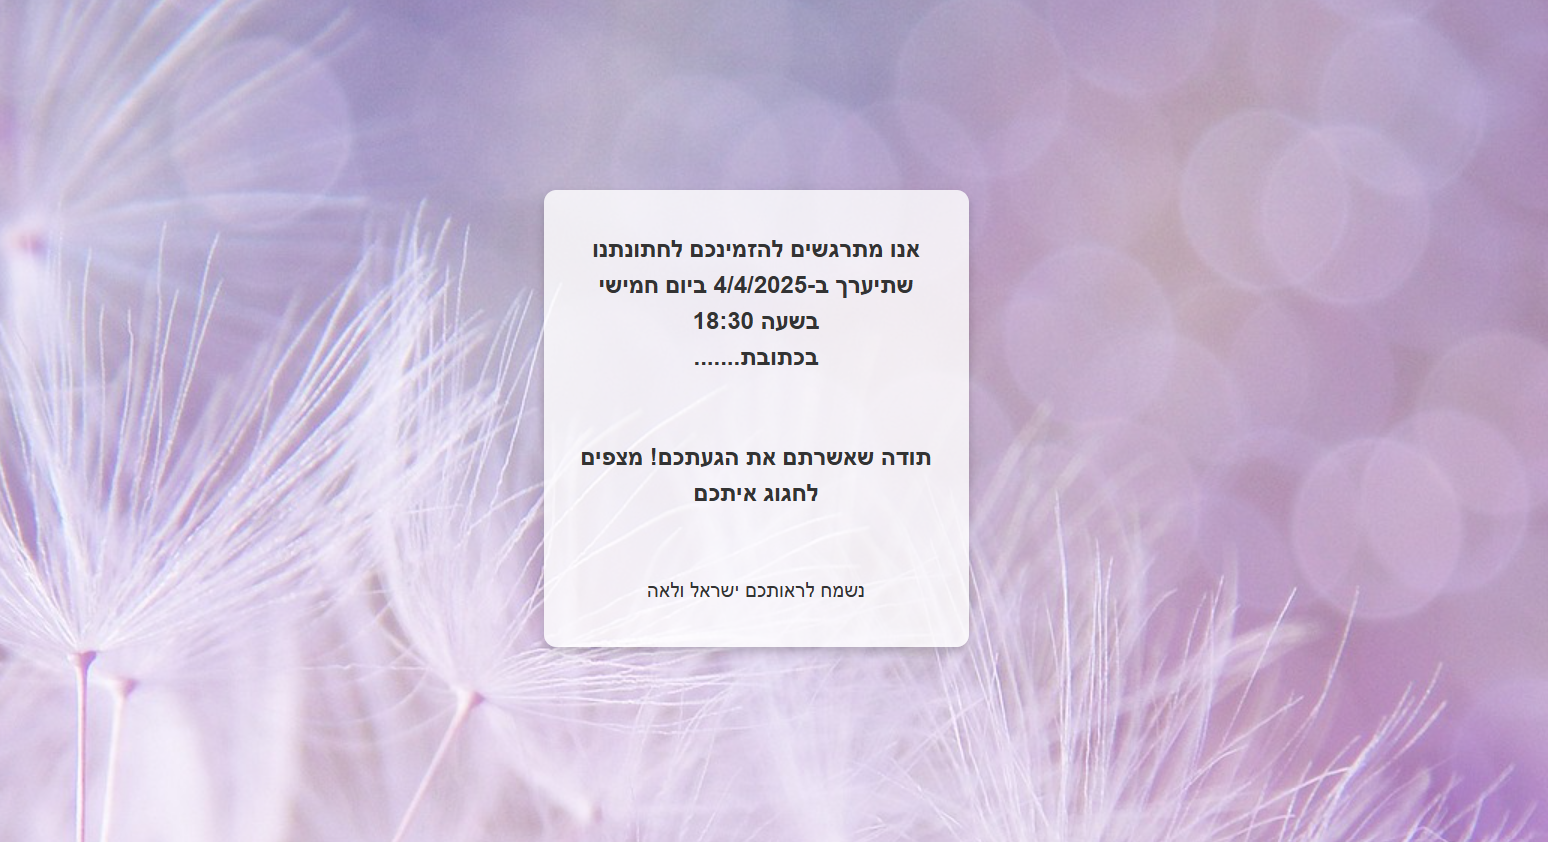 אנו מתרגשים להזמינכם לחתונתנו
שתיערך ב-4/4/2025 ביום חמישי
בשעה 18:30
בכתובת.......
תודה שאשרתם את הגעתכם! מצפים
לחגוג איתכם
נשמח לראותכם ישראל ולאה